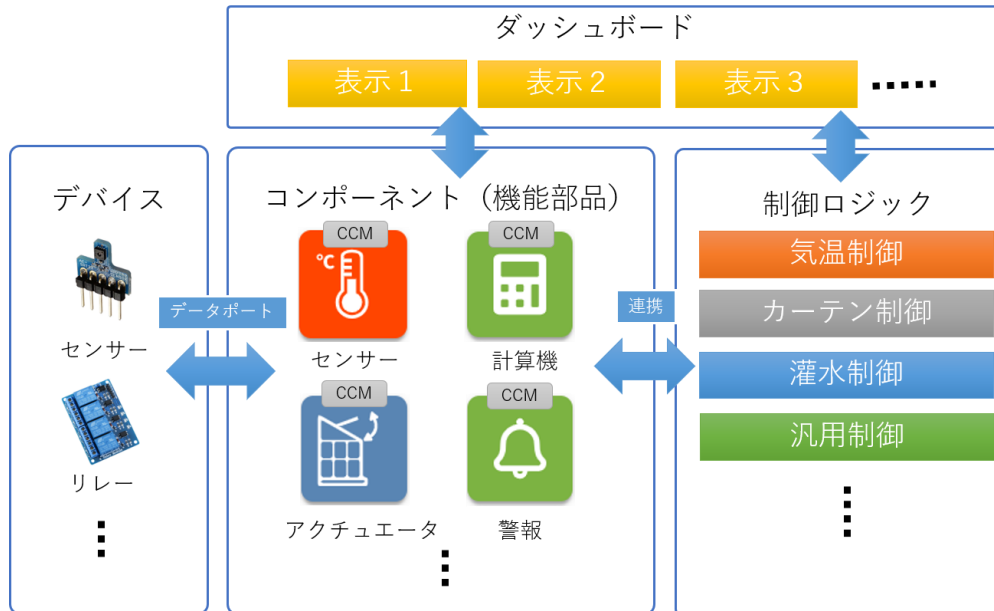 ダッシュボード
表示１
表示２
表示３
デバイス
センサー
リレー
データポート
コンポーネント（機能部品）
CCM
CCM
℃
センサー
計算機
CCM
CCM
アクチュエータ
警報
連携
制御ロジック
気温制御
カーテン制御
灌水制御
汎用制御